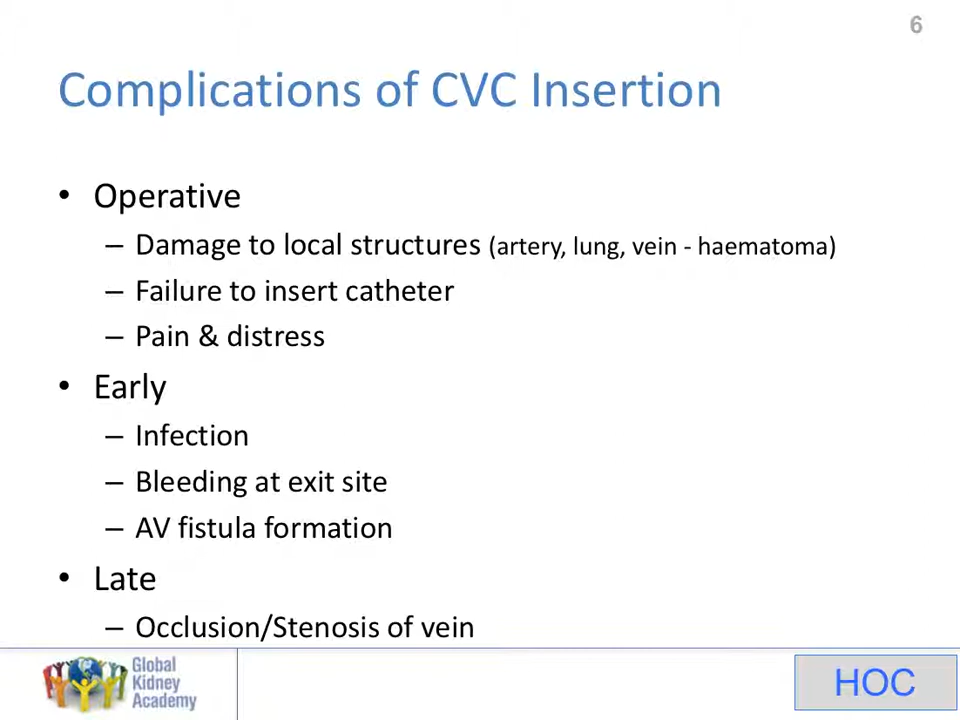 6
Complications of CVC Insertion
• Operative
– Damage to local structures (artery, lung, vein - haematoma)
– Failure to insert catheter
– Pain & distress
• Early
– Infection
– Bleeding at exit site
– AV fistula formation
• Late
– Occlusion/Stenosis of vein
Global
Kidney
Academy
HOC